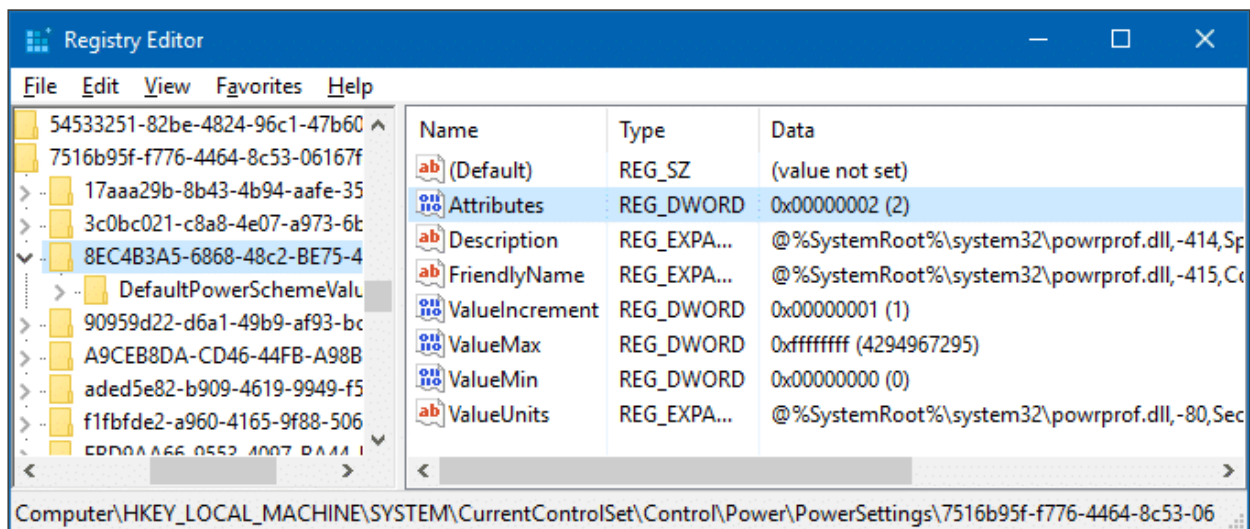 Registry Editor
File Edit View Favorites Help
54533251-82be-4824-96c1-47b60
7516b95f-f776-4464-8c53-06167f
17aaa29b-8b43-4b94-aafe-35
3c0bc021-c8a8-4e07-a973-6b
8EC4B3A5-6868-48c2-BE75-4
DefaultPowerSchemeValu
90959d22-d6a1-49b9-af93-bc
A9CEB8DA-CD46-44FB-A98B
aded5e82-b909-4619-9949-f5
f1fbfde2-a960-4165-9f88-506
Name Type Data
(Default) REG_SZ (value not set)
Attributes REG_DWORD 0x00000002 (2)
Description REG_EXPA... @%SystemRoot%\system32\powrprof.dll,-414,Sp
FriendlyName REG_EXPA... @%SystemRoot%\system32\powrprof.dll,-415,Co
ValueIncrement REG_DWORD 0x00000001 (1)
ValueMax REG_DWORD 0xffffffff (4294967295)
ValueMin REG_DWORD 0x00000000 (0)
ValueUnits REG_EXPA... @%SystemRoot%\system32\powrprof.dll,-80,Sec
Computer\HKEY_LOCAL_MACHINE\SYSTEM\CurrentControlSet\Control\Power\PowerSettings\7516b95f-f776-4464-8c53-06